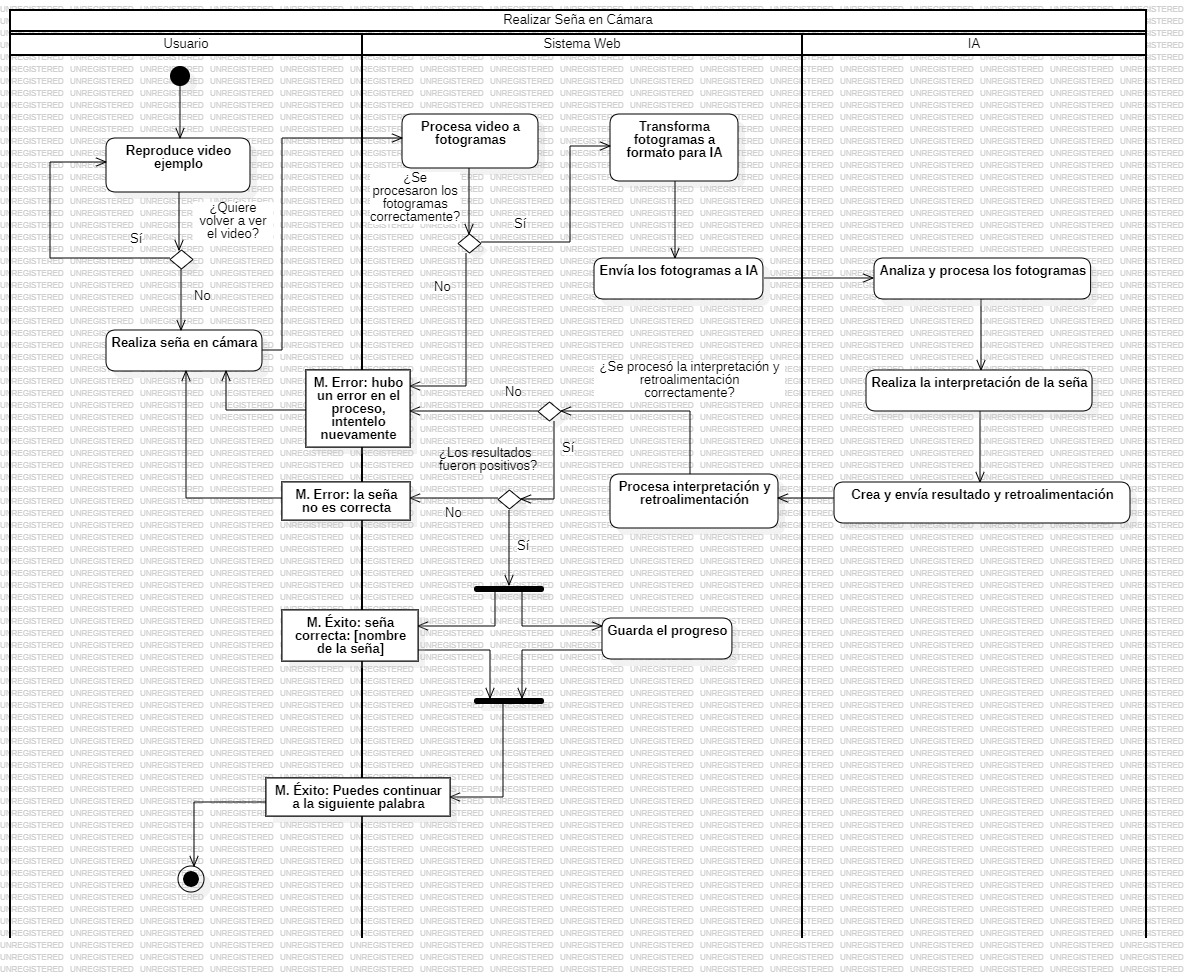 Realizar Seña en Cámara
Usuario
Sistema Web
IA
Reproduce video
ejemplo
¿Quiere
volver a ver
el video?
Sí
No
Realiza seña en cámara
Procesa video a
fotogramas
¿Se
procesaron los
fotogramas
correctamente?
Sí
No
Transforma
fotogramas a
formato para IA
Envía los fotogramas a IA
Analiza y procesa los fotogramas
Realiza la interpretación de la seña
Crea y envía resultado y retroalimentación
Procesa interpretación y
retroalimentación
¿Se procesó la interpretación y
retroalimentación
correctamente?
No
Sí
M. Error: hubo
un error en el
proceso,
intentelo
nuevamente
¿Los resultados
fueron positivos?
No
Sí
M. Error: la seña
no es correcta
M. Éxito: seña
correcta: [nombre
de la seña]
Guarda el progreso
M. Éxito: Puedes continuar
a la siguiente palabra
UNREGISTERED